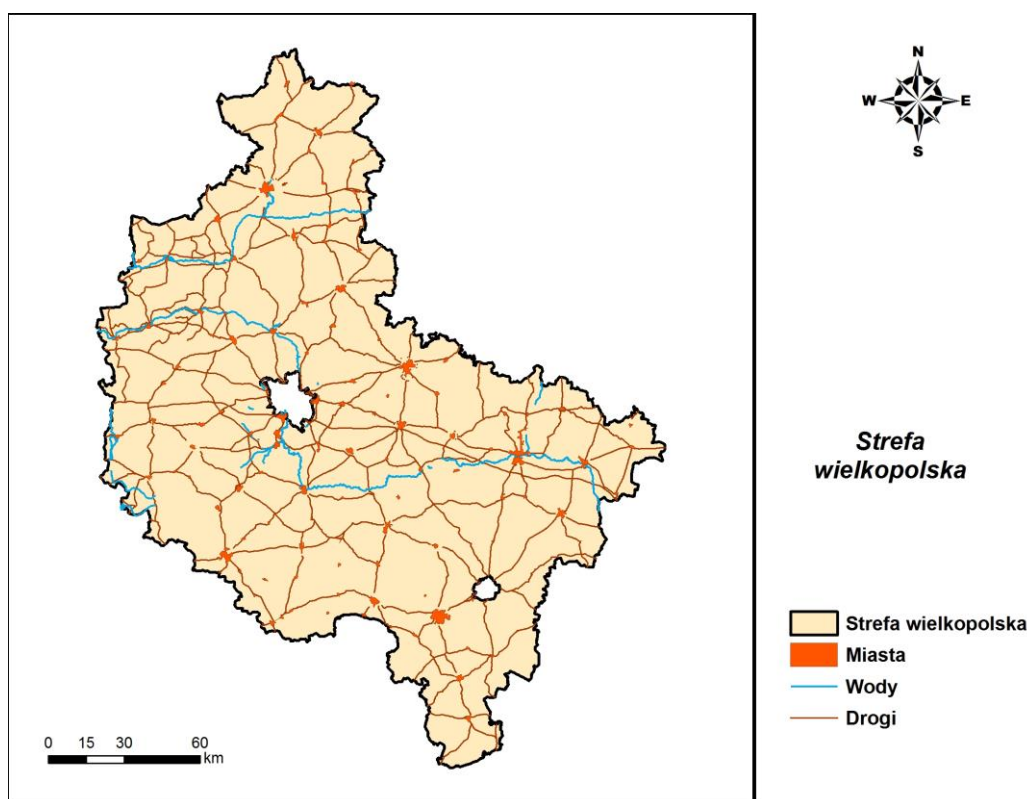 N
W E
S
Strefa
wielkopolska
Strefa wielkopolska
Miasta
Wody
Drogi
0 15 30 60
km